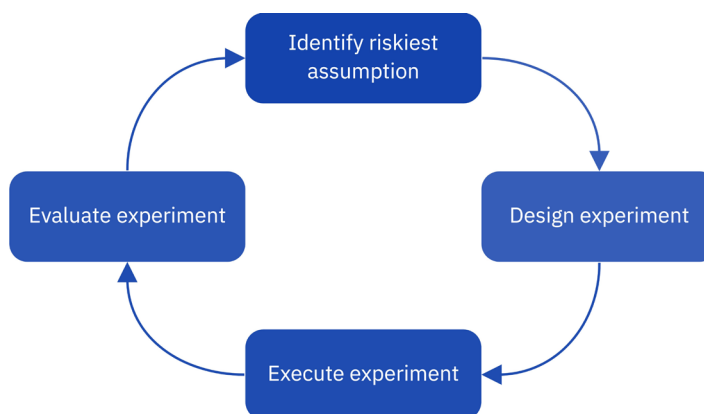 Identify riskiest
assumption
Evaluate experiment
Design experiment
Execute experiment